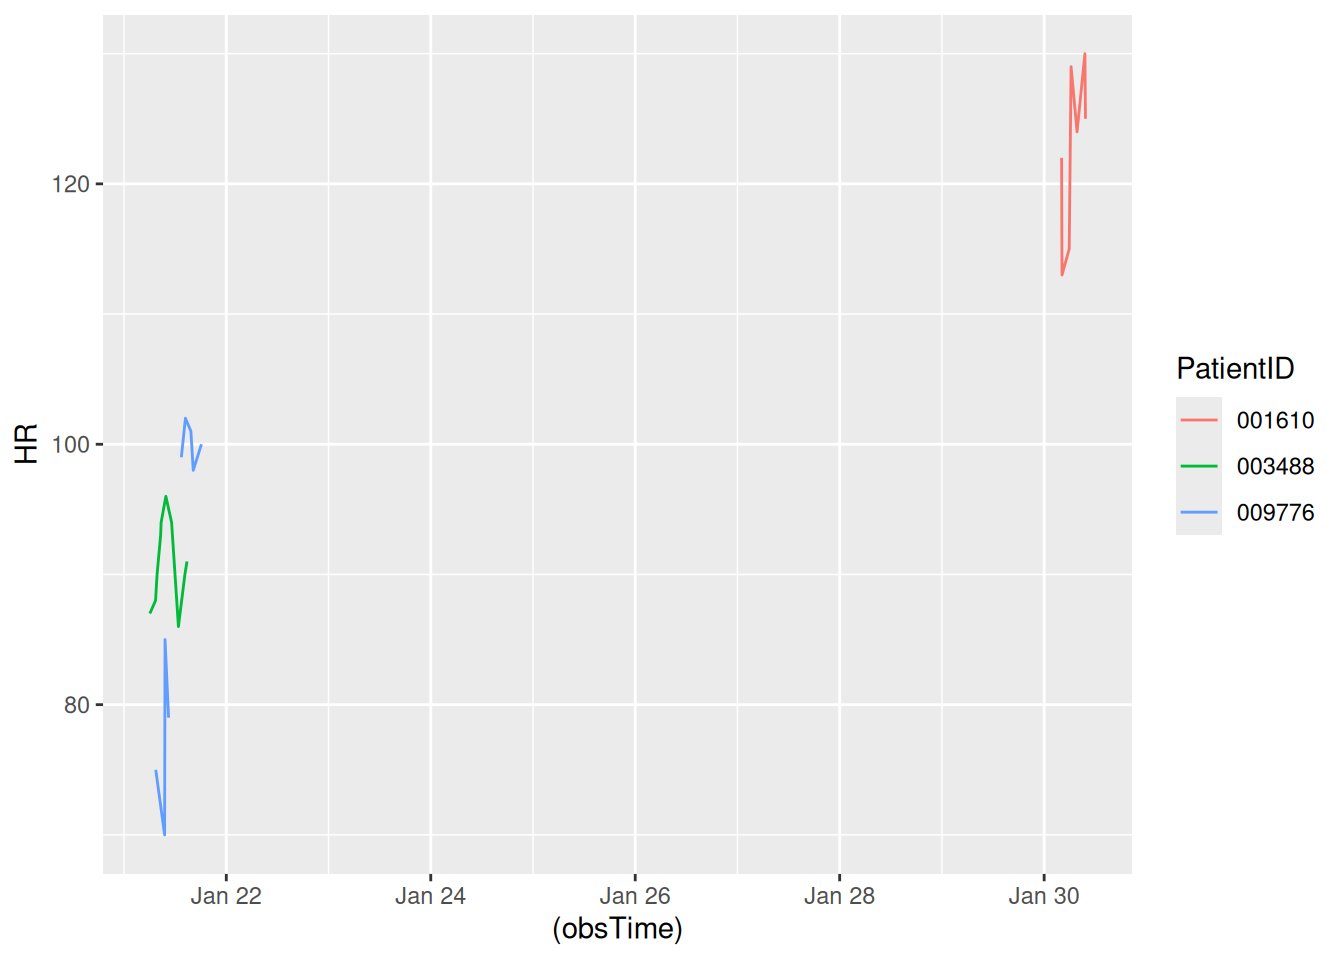 HR
120
100
80
Jan 22
Jan 24
Jan 26
Jan 28
Jan 30
(obsTime)
PatientID
001610
003488
009776